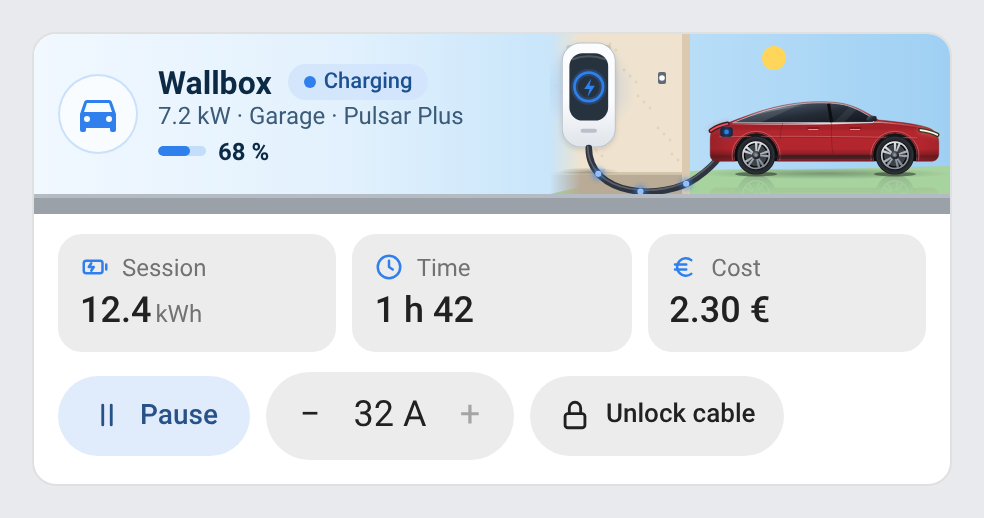 Wallbox Charging
7.2 kW · Garage · Pulsar Plus
68 %
Session Time Cost
12.4 kWh 1 h 42 2.30 €
Pause − 32 A + Unlock cable